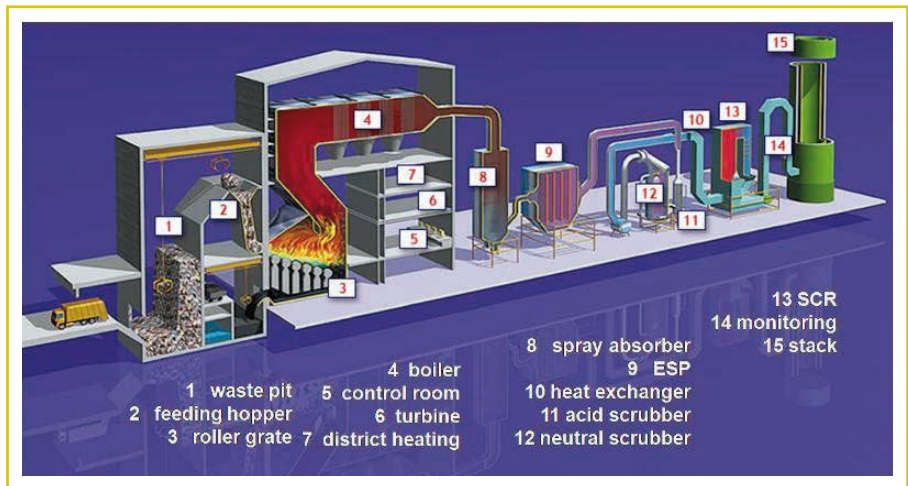 1
2
3
4
5
6
7
8
9
10
11
12
13
14
15
1 waste pit
2 feeding hopper
3 roller grate
4 boiler
5 control room
6 turbine
7 district heating
8 spray absorber
9 ESP
10 heat exchanger
11 acid scrubber
12 neutral scrubber
13 SCR
14 monitoring
15 stack